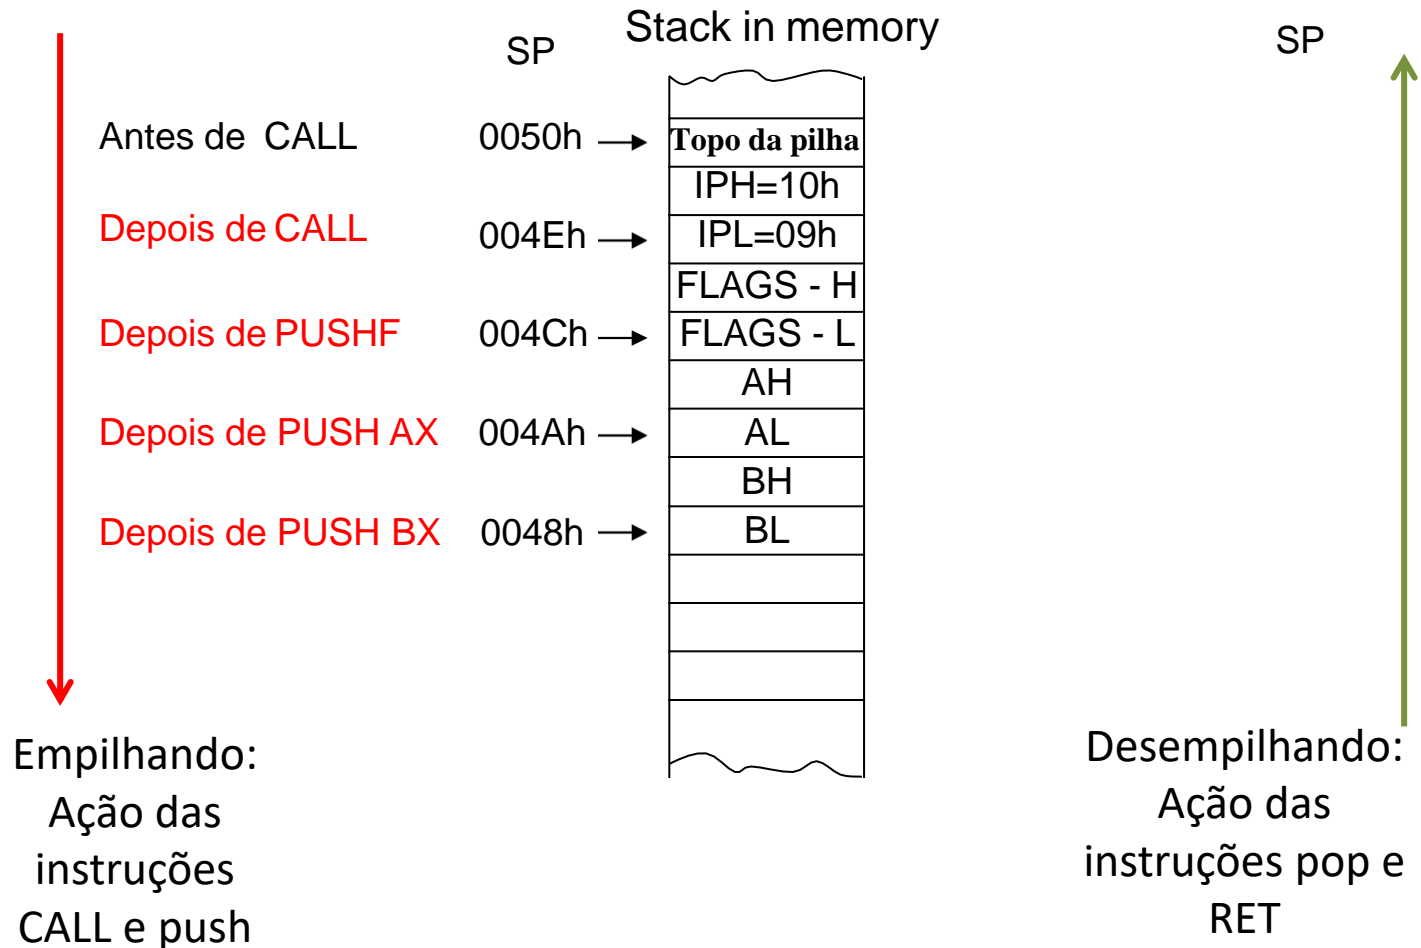 Stack in memory
SP
SP
Antes de CALL 0050h Topo da pilha
IPH=10h
Depois de CALL 004Eh IPL=09h
FLAGS - H
Depois de PUSHF 004Ch FLAGS - L
AH
Depois de PUSH AX 004Ah AL
BH
Depois de PUSH BX 0048h BL
Empilhando:
Ação das
instruções
CALL e push
Desempilhando:
Ação das
instruções pop e
RET